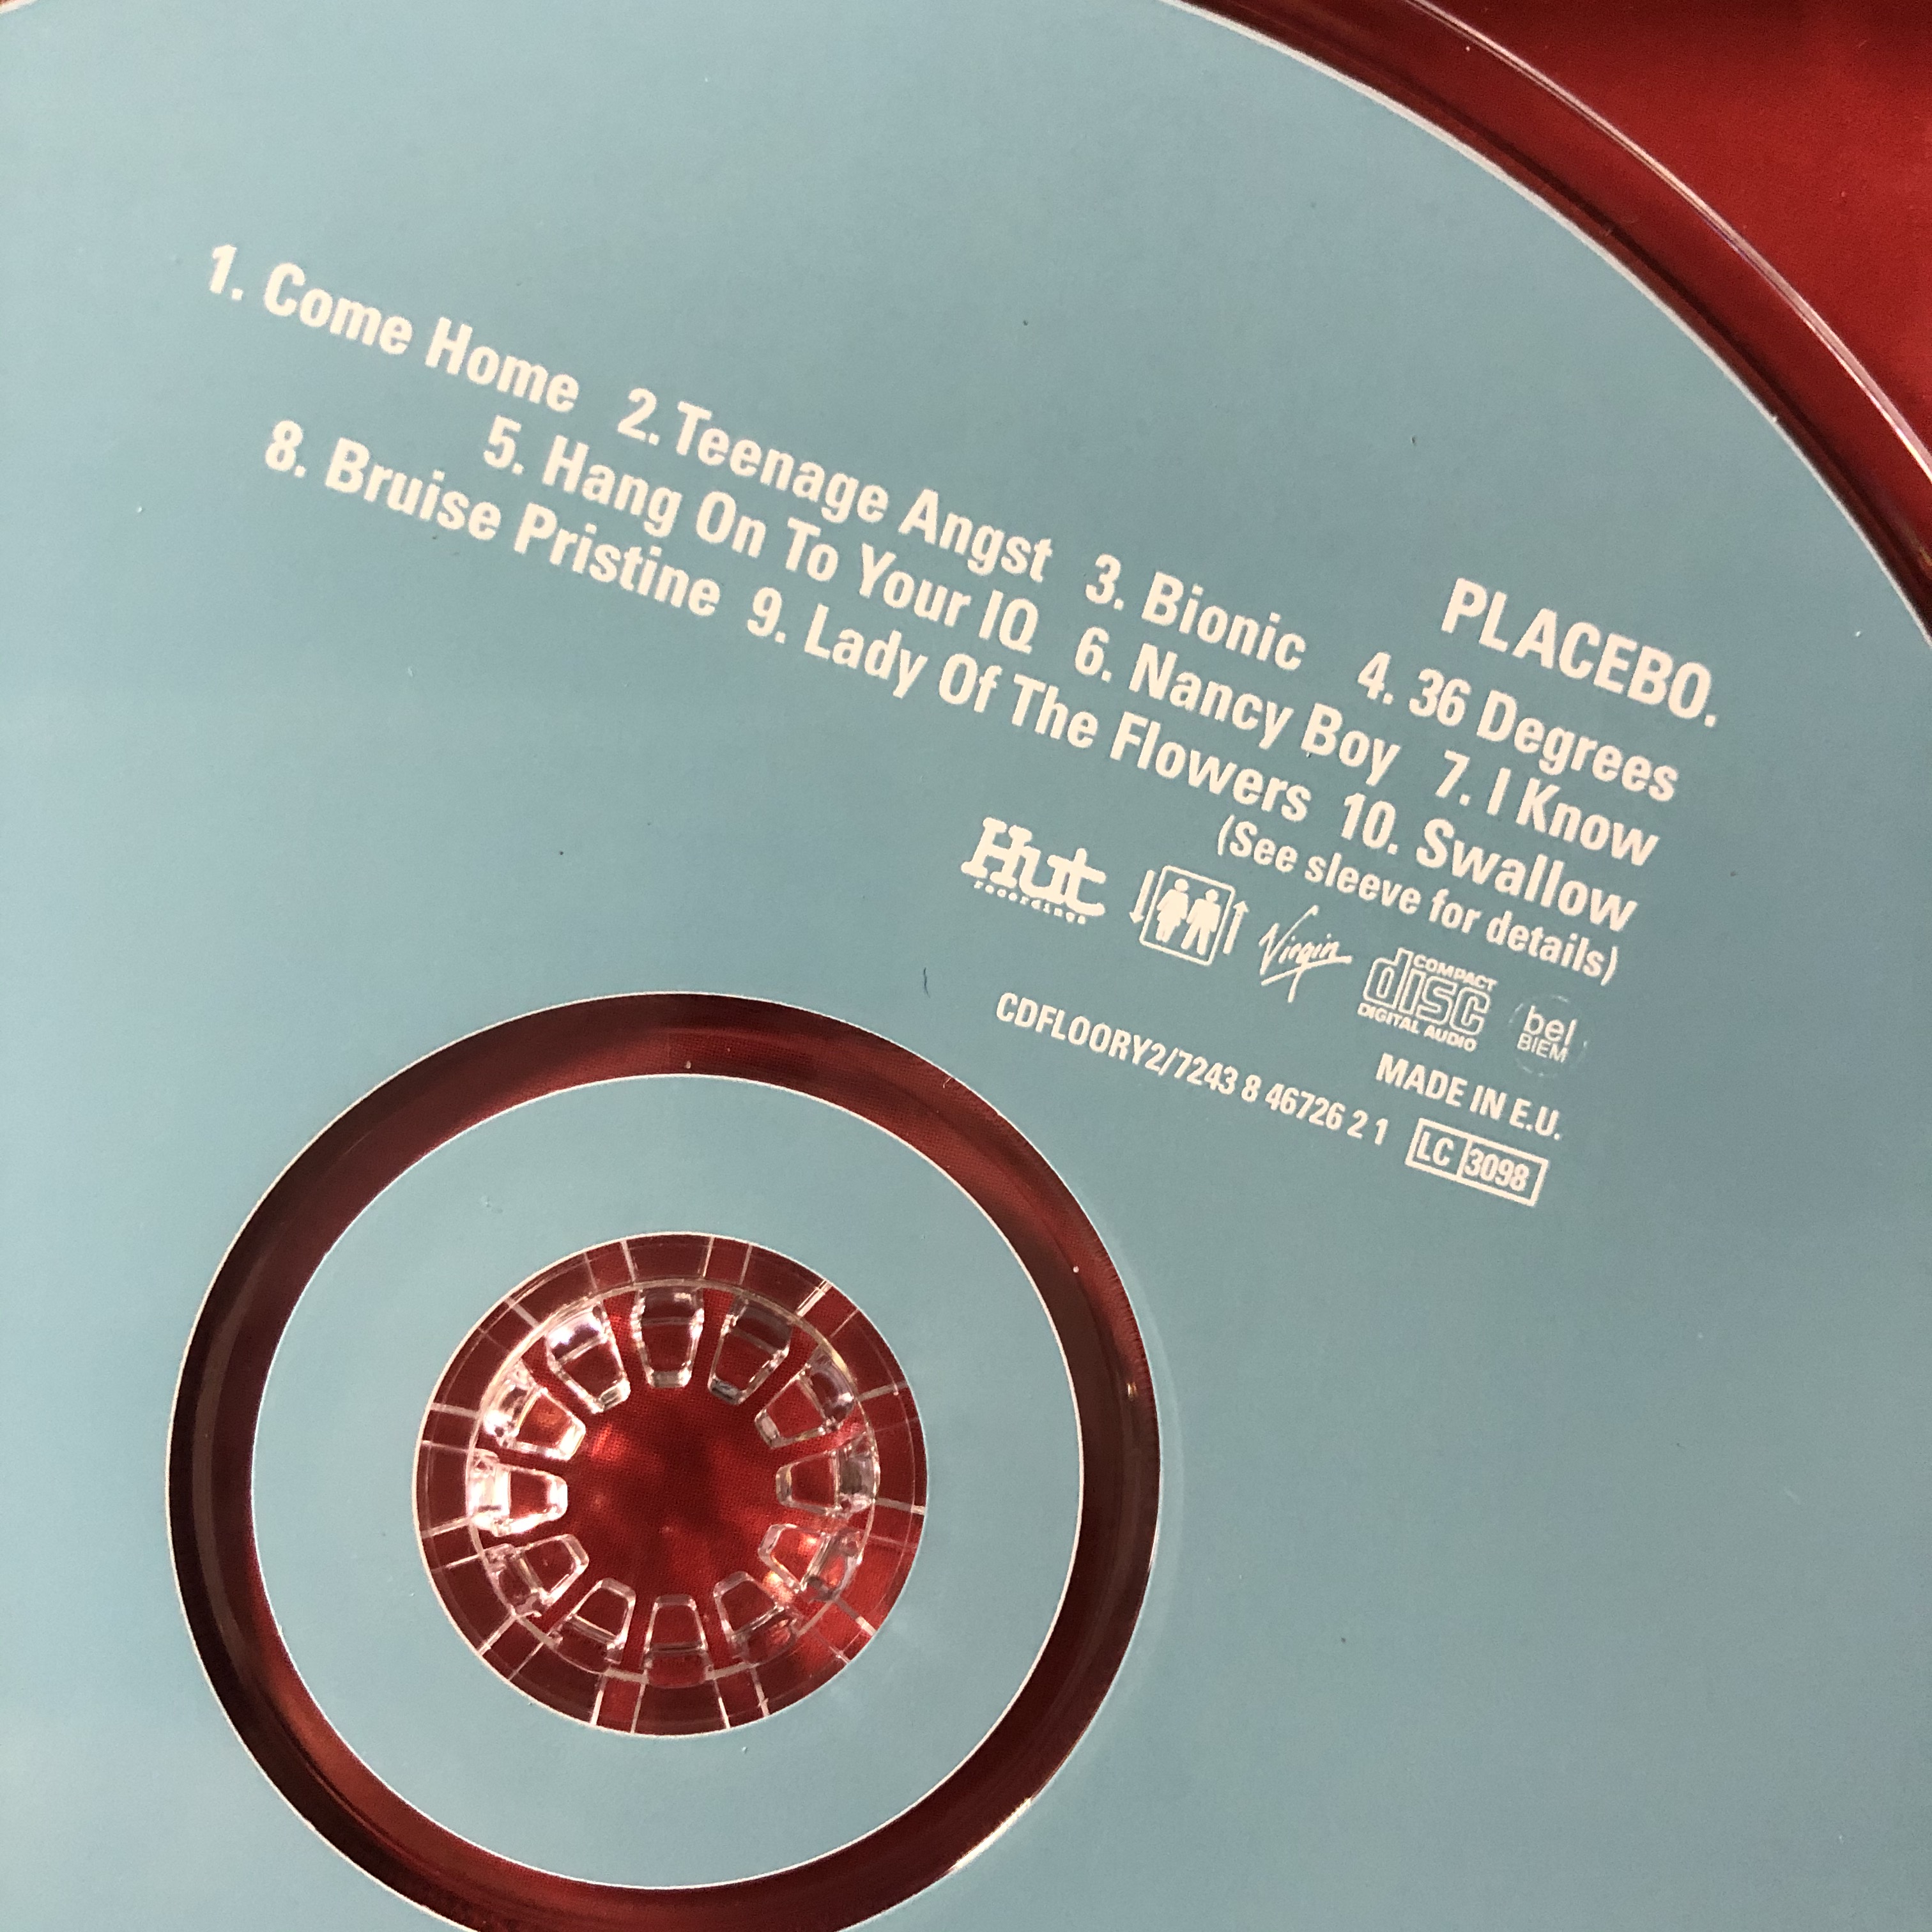 PLACEBO.
1. Come Home 2. Teenage Angst 3. Bionic 4. 36 Degrees
5. Hang On To Your IQ 6. Nancy Boy 7. I Know
8. Bruise Pristine 9. Lady Of The Flowers 10. Swallow
(See sleeve for details)
Hut recordings Virgin COMPACT disc DIGITAL AUDIO bel BIEM
MADE IN E.U.
CDFLOORY2/7243 8 46726 2 1 LC 3098